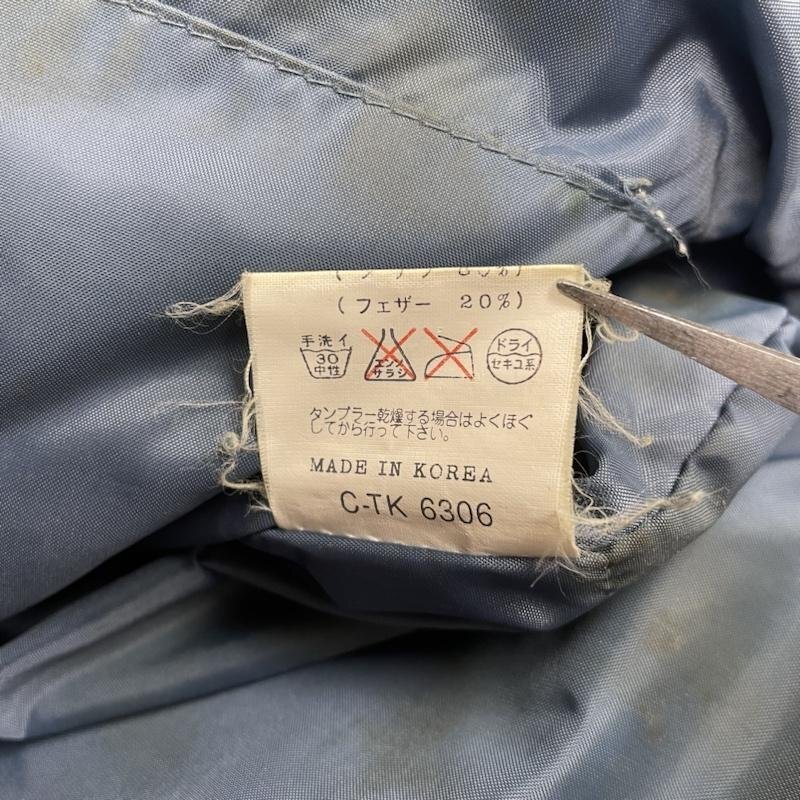 (フェザー 20%)
手洗イ
30
中性
エンソ
サラシ
ドライ
セキユ系
タンブラー乾燥する場合はよくほぐ
してから行って下さい。
MADE IN KOREA
C-TK 6306